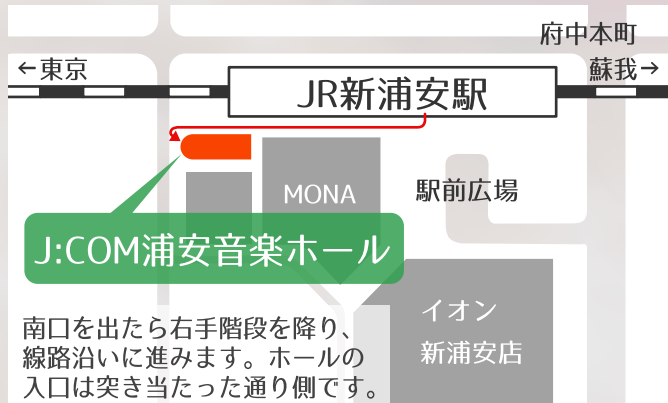 府中本町
←東京
蘇我→
JR新浦安駅
MONA
駅前広場
J:COM浦安音楽ホール
イオン
新浦安店
南口を出たら右手階段を降り、
線路沿いに進みます。ホールの
入口は突き当たった通り側です。